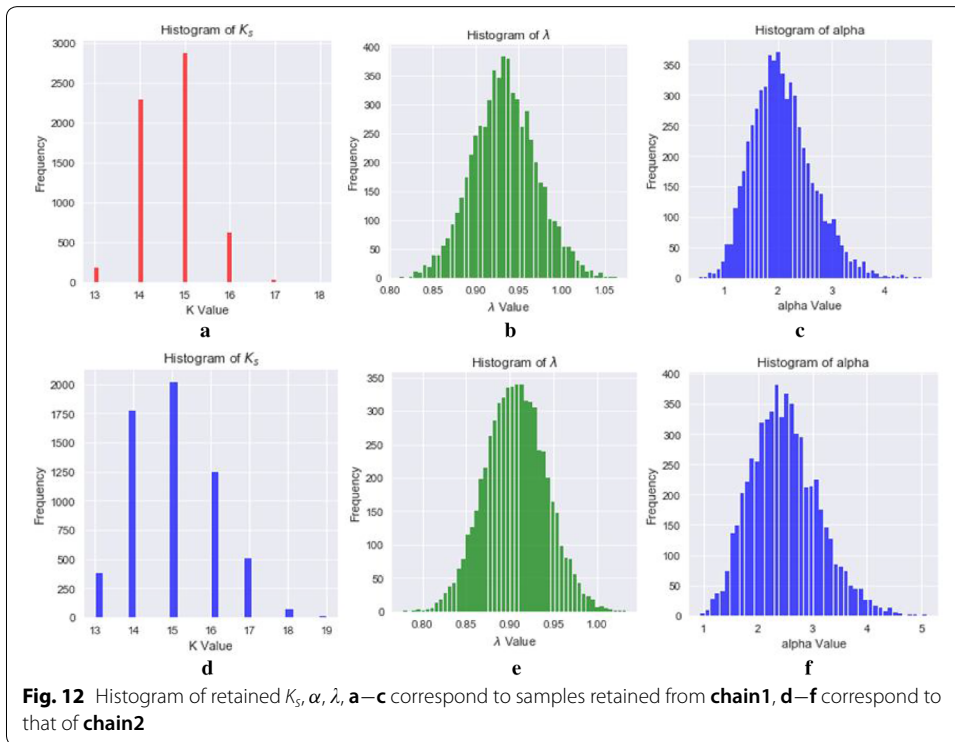 Histogram of Kₛ
Histogram of λ
Histogram of alpha
Frequency
3000
2500
2000
1500
1000
500
0
13 14 15 16 17 18
K Value
a
Frequency
400
350
300
250
200
150
100
50
0
0.80 0.85 0.90 0.95 1.00 1.05
λ Value
b
Frequency
350
300
250
200
150
100
50
0
1 2 3 4
alpha Value
c
Histogram of Kₛ
Histogram of λ
Histogram of alpha
Frequency
2000
1750
1500
1250
1000
750
500
250
0
13 14 15 16 17 18 19
K Value
d
Frequency
350
300
250
200
150
100
50
0
0.80 0.85 0.90 0.95 1.00
λ Value
e
Frequency
400
350
300
250
200
150
100
50
0
1 2 3 4 5
alpha Value
f
Fig. 12 Histogram of retained Kₛ, α, λ, a–c correspond to samples retained from chain1, d–f correspond to
that of chain2